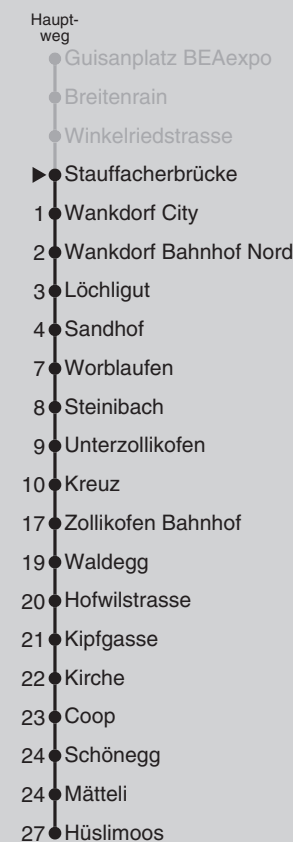 Haupt-
weg
Guisanplatz BEAexpo
Breitenrain
Winkelriedstrasse
Stauffacherbrücke
1 Wankdorf City
2 Wankdorf Bahnhof Nord
3 Löchligut
4 Sandhof
7 Worblaufen
8 Steinibach
9 Unterzollikofen
10 Kreuz
17 Zollikofen Bahnhof
19 Waldegg
20 Hofwilstrasse
21 Kipfgasse
22 Kirche
23 Coop
24 Schönegg
24 Mätteli
27 Hüslimoos